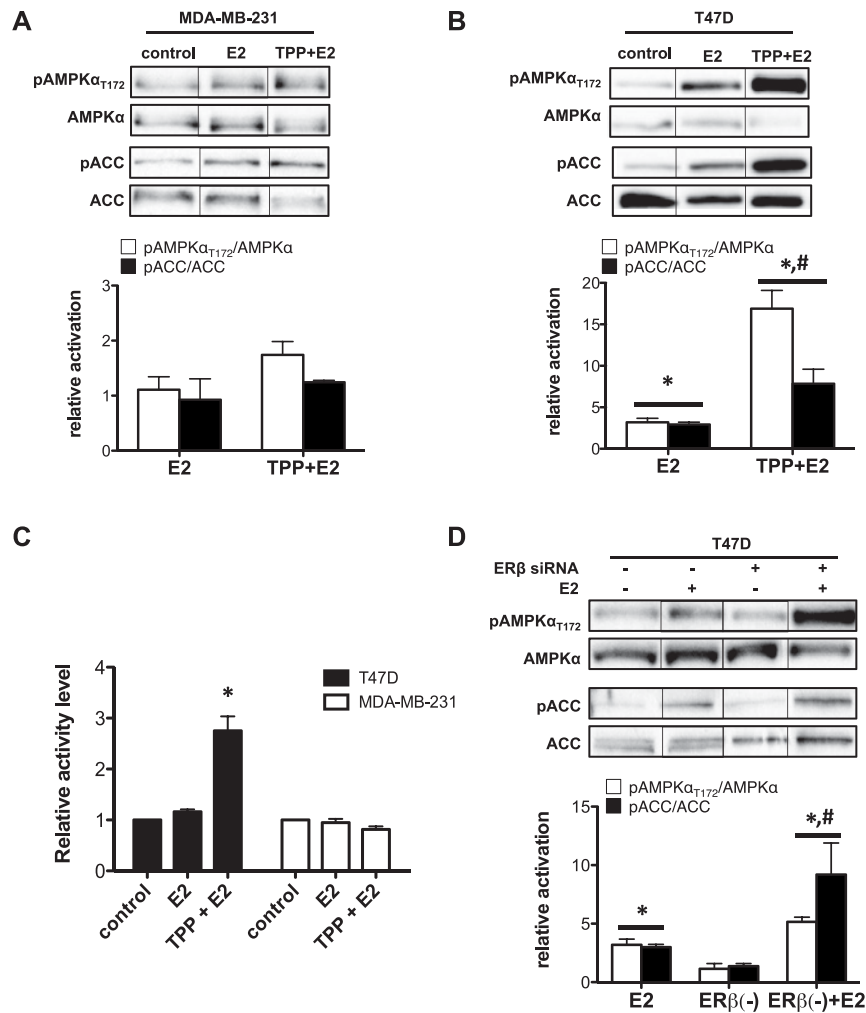 A
MDA-MB-231
control E2 TPP+E2
pAMPKαT172
AMPKα
pACC
ACC
pAMPKαT172/AMPKα
pACC/ACC
relative activation
3
2
1
0
E2 TPP+E2
B
T47D
control E2 TPP+E2
pAMPKαT172
AMPKα
pACC
ACC
pAMPKαT172/AMPKα
pACC/ACC
relative activation
20
15
10
5
0
*
*,#
E2 TPP+E2
C
Relative activity level
4
3
2
1
0
*
T47D
MDA-MB-231
control E2 TPP + E2 control E2 TPP + E2
D
T47D
ERβ siRNA - - + +
E2 - + - +
pAMPKαT172
AMPKα
pACC
ACC
pAMPKαT172/AMPKα
pACC/ACC
relative activation
15
10
5
0
*
*,#
E2 ERβ(-) ERβ(-)+E2